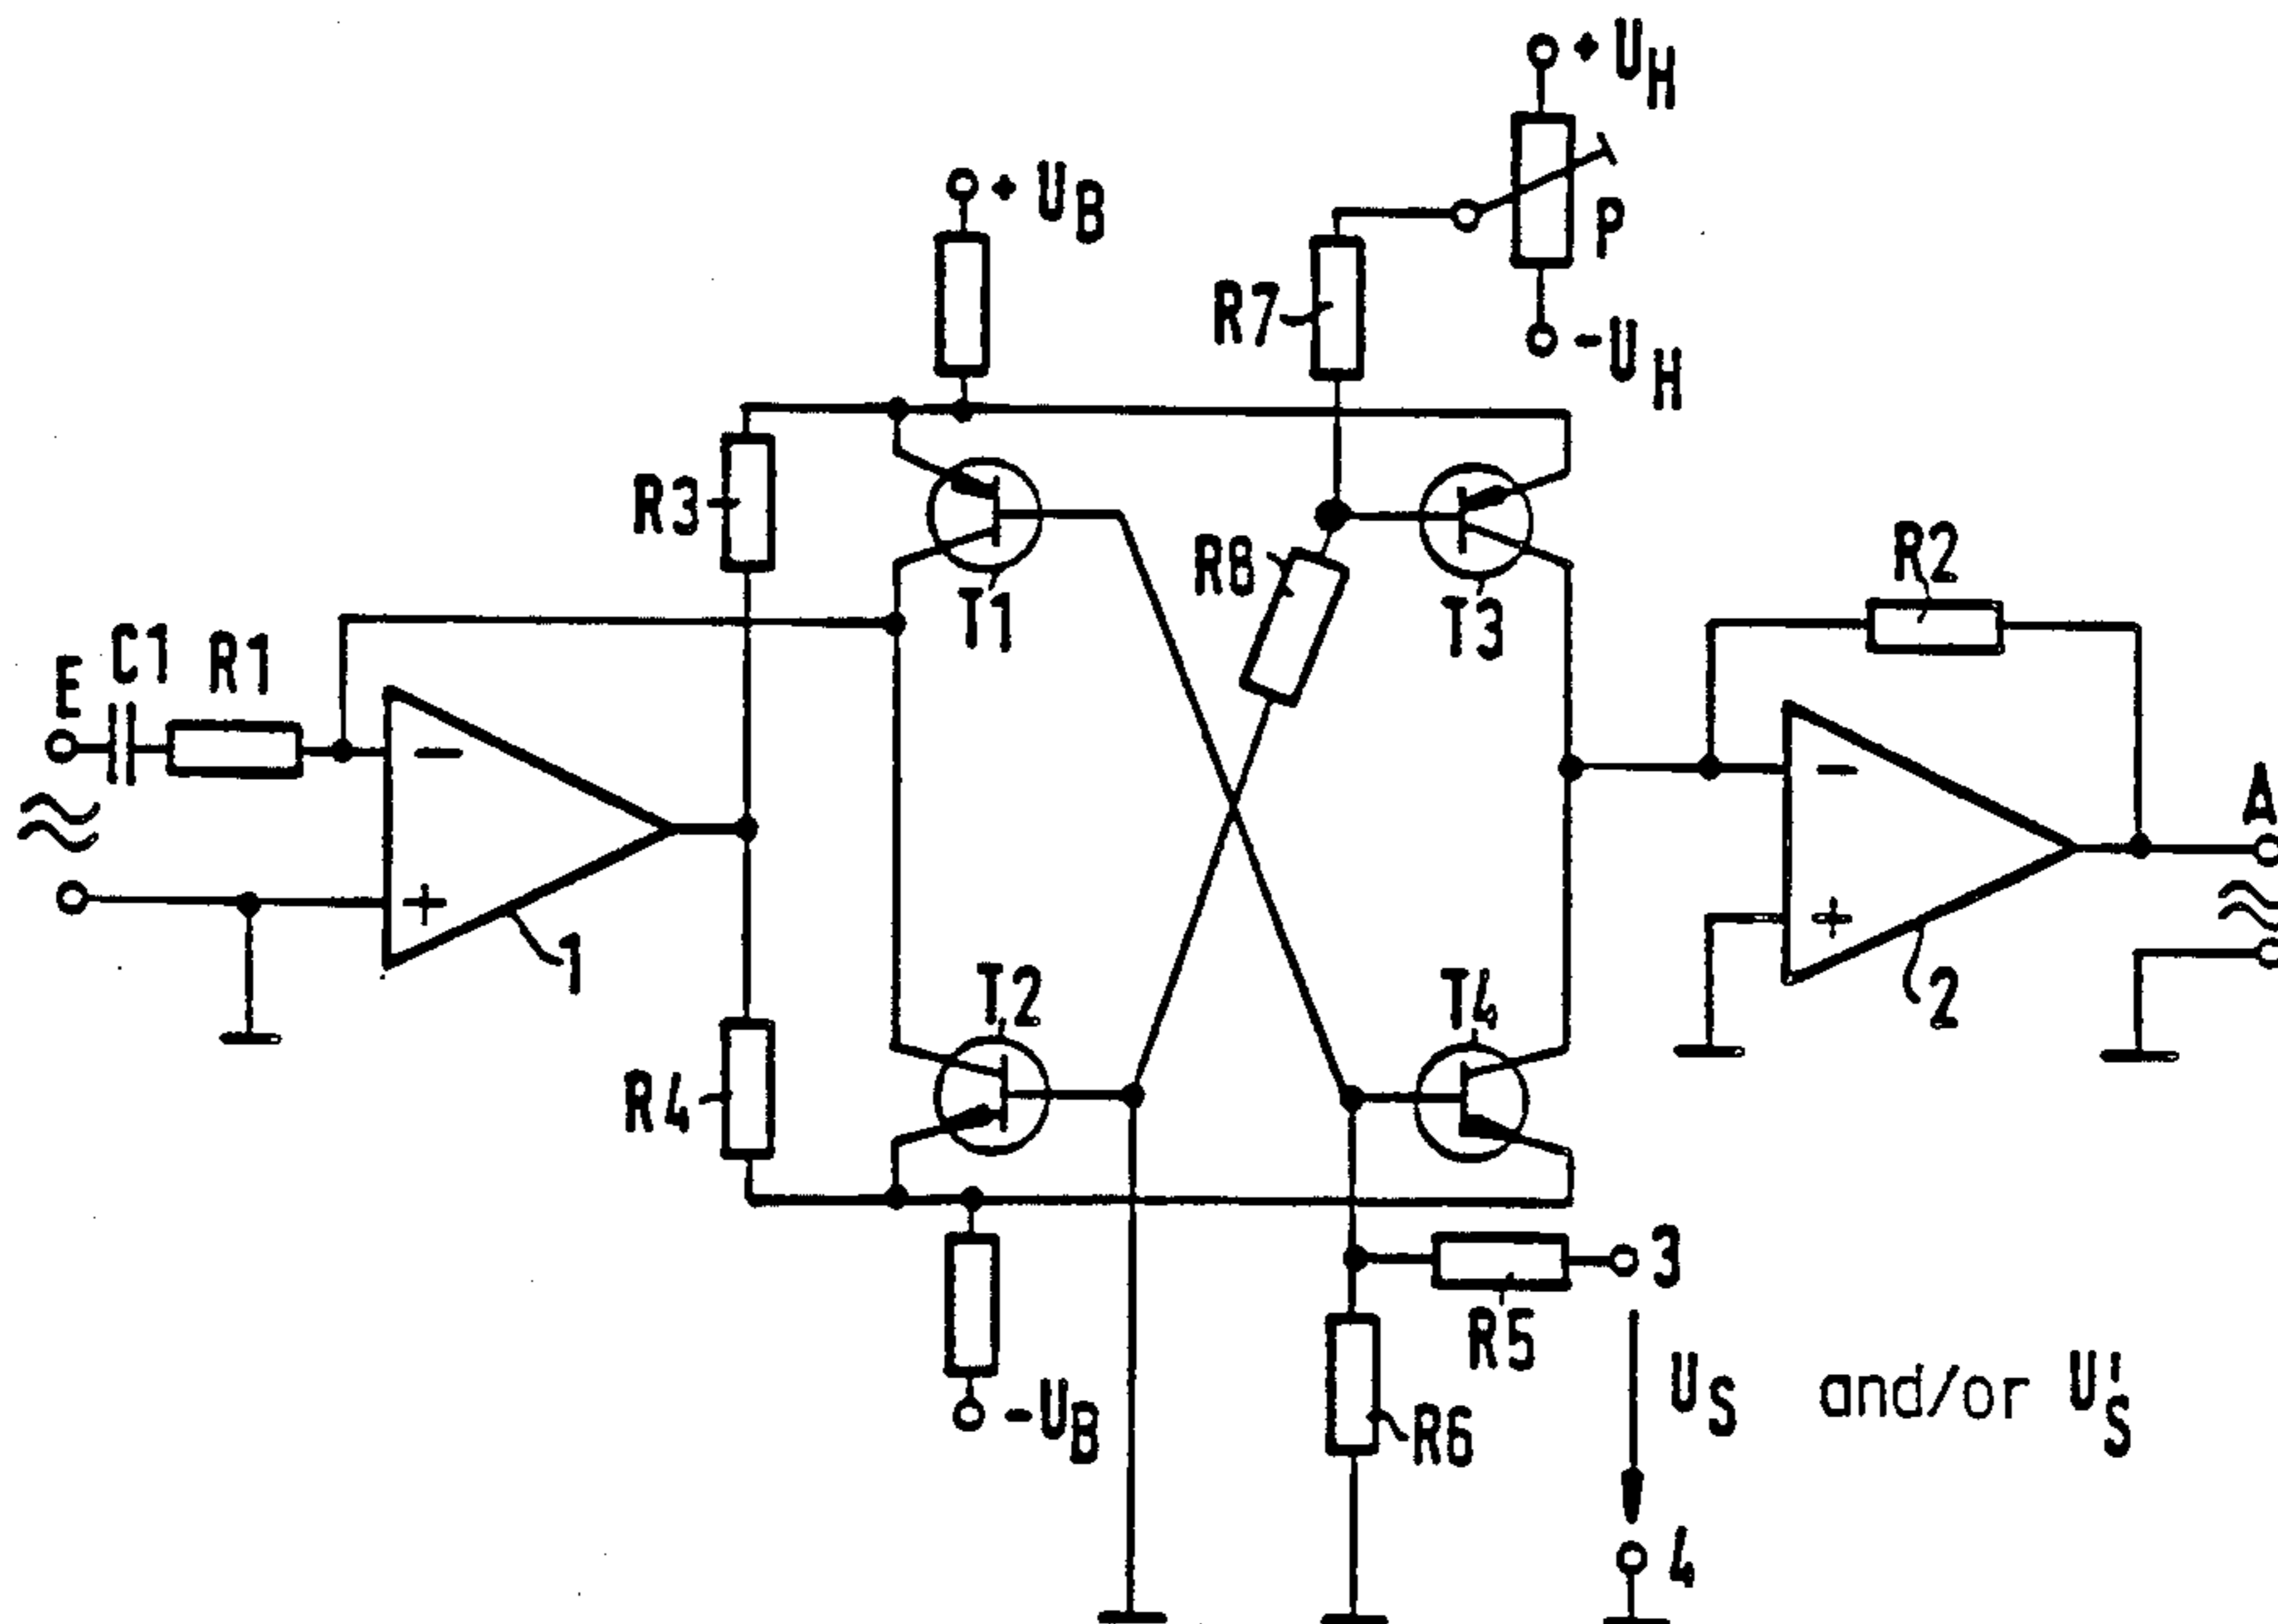 + U_H
+ U_B
P
R7
- U_H
R3
R8
R2
T1
T3
C1
R1
E
-
-
A
+
+
1
T2
T4
2
R4
3
R5
U_S and/or U'_S
- U_B
R6
4